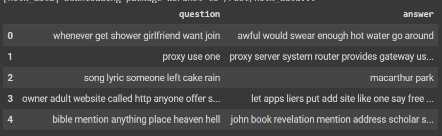 question answer
0 whenever get shower girlfriend want join awful would swear enough hot water go around
1 proxy use one proxy server system router provides gateway us...
2 song lyric someone left cake rain macarthur park
3 owner adult website called http anyone offer s... let apps liers put add site like one say free ...
4 bible mention anything place heaven hell john book revelation mention address scholar s...